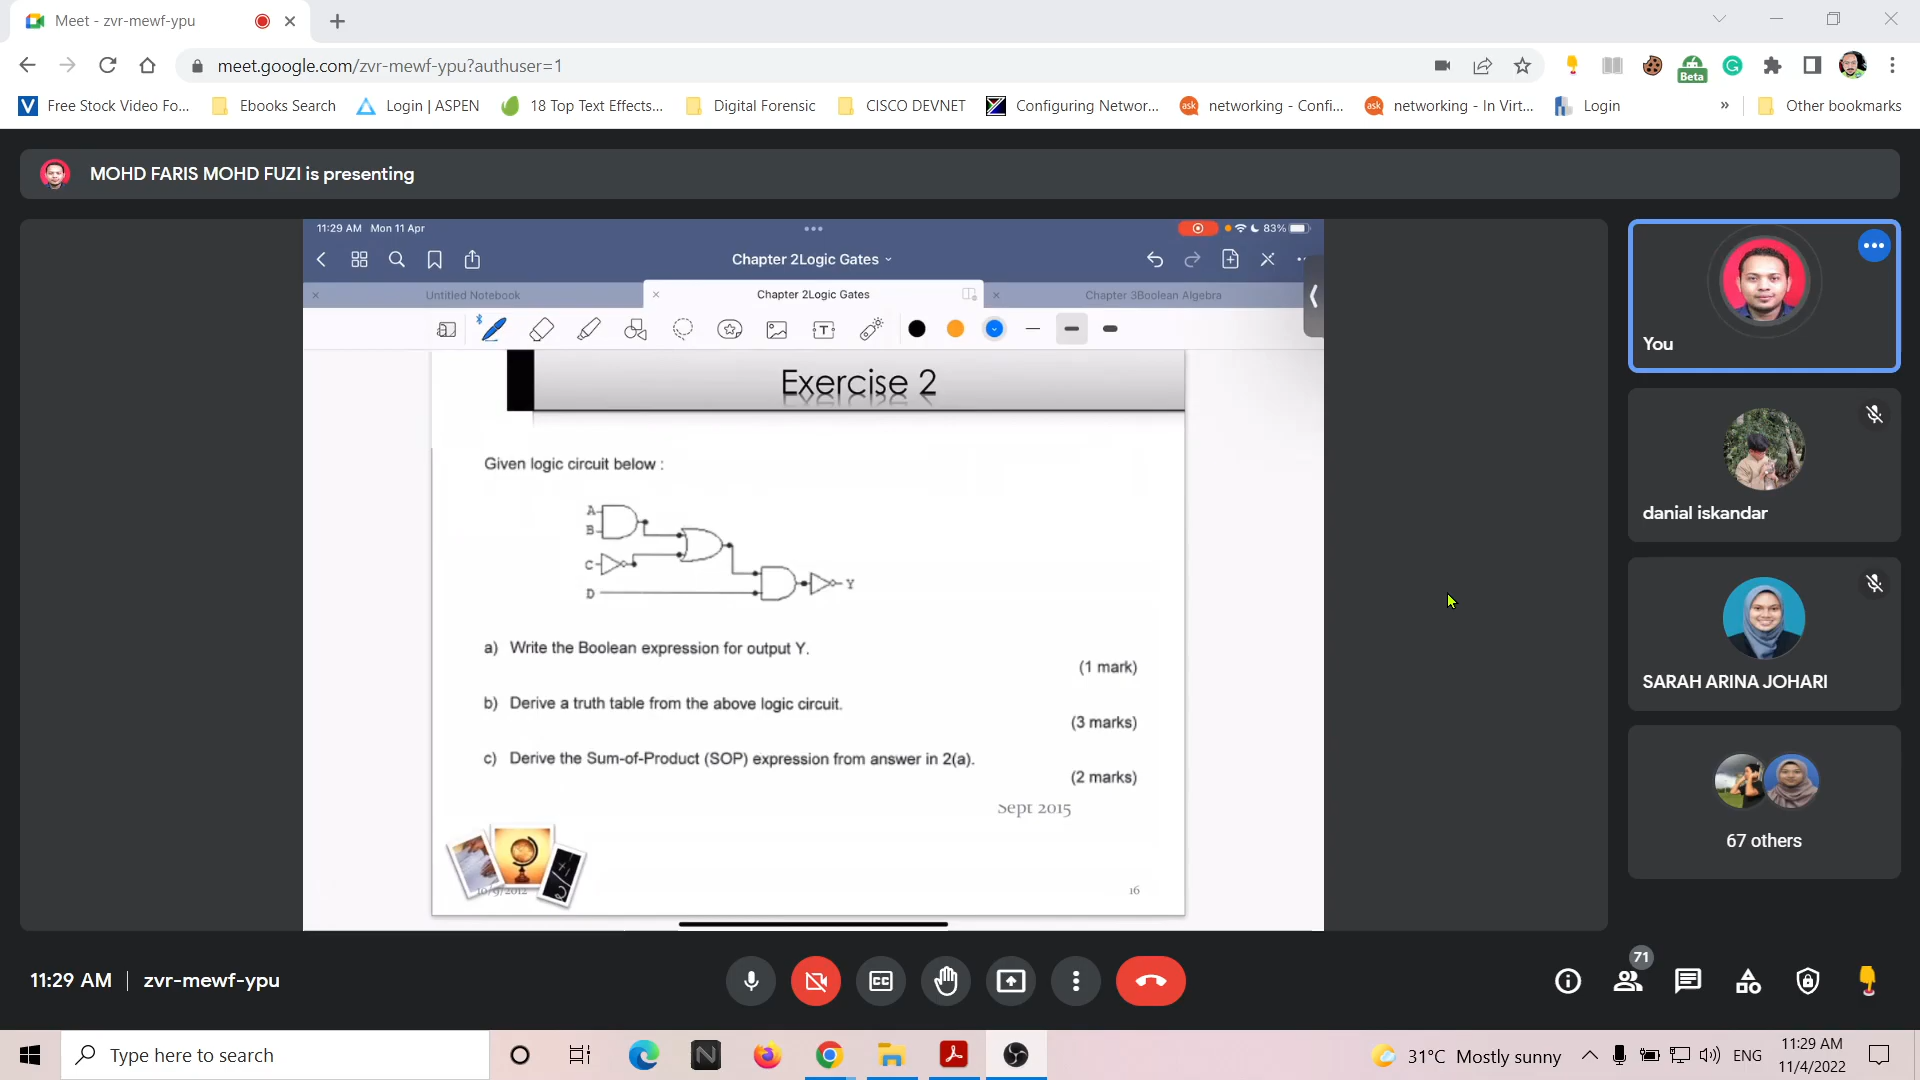 Meet - zvr-mewf-ypu
meet.google.com/zvr-mewf-ypu?authuser=1
Beta
Free Stock Video Fo...
Ebooks Search
Login | ASPEN
18 Top Text Effects...
Digital Forensic
CISCO DEVNET
Configuring Networ...
ask
networking - Confi...
ask
networking - In Virt...
Login
»
Other bookmarks
MOHD FARIS MOHD FUZI is presenting
11:29 AM Mon 11 Apr
83%
Chapter 2Logic Gates
Untitled Notebook
Chapter 2Logic Gates
Chapter 3Boolean Algebra
Exercise 2
Given logic circuit below :
A
B
C
D
Y
a) Write the Boolean expression for output Y.
(1 mark)
b) Derive a truth table from the above logic circuit.
(3 marks)
c) Derive the Sum-of-Product (SOP) expression from answer in 2(a).
(2 marks)
Sept 2015
10/9/2012
16
You
danial iskandar
SARAH ARINA JOHARI
67 others
11:29 AM | zvr-mewf-ypu
71
Type here to search
31°C Mostly sunny
ENG
11:29 AM
11/4/2022